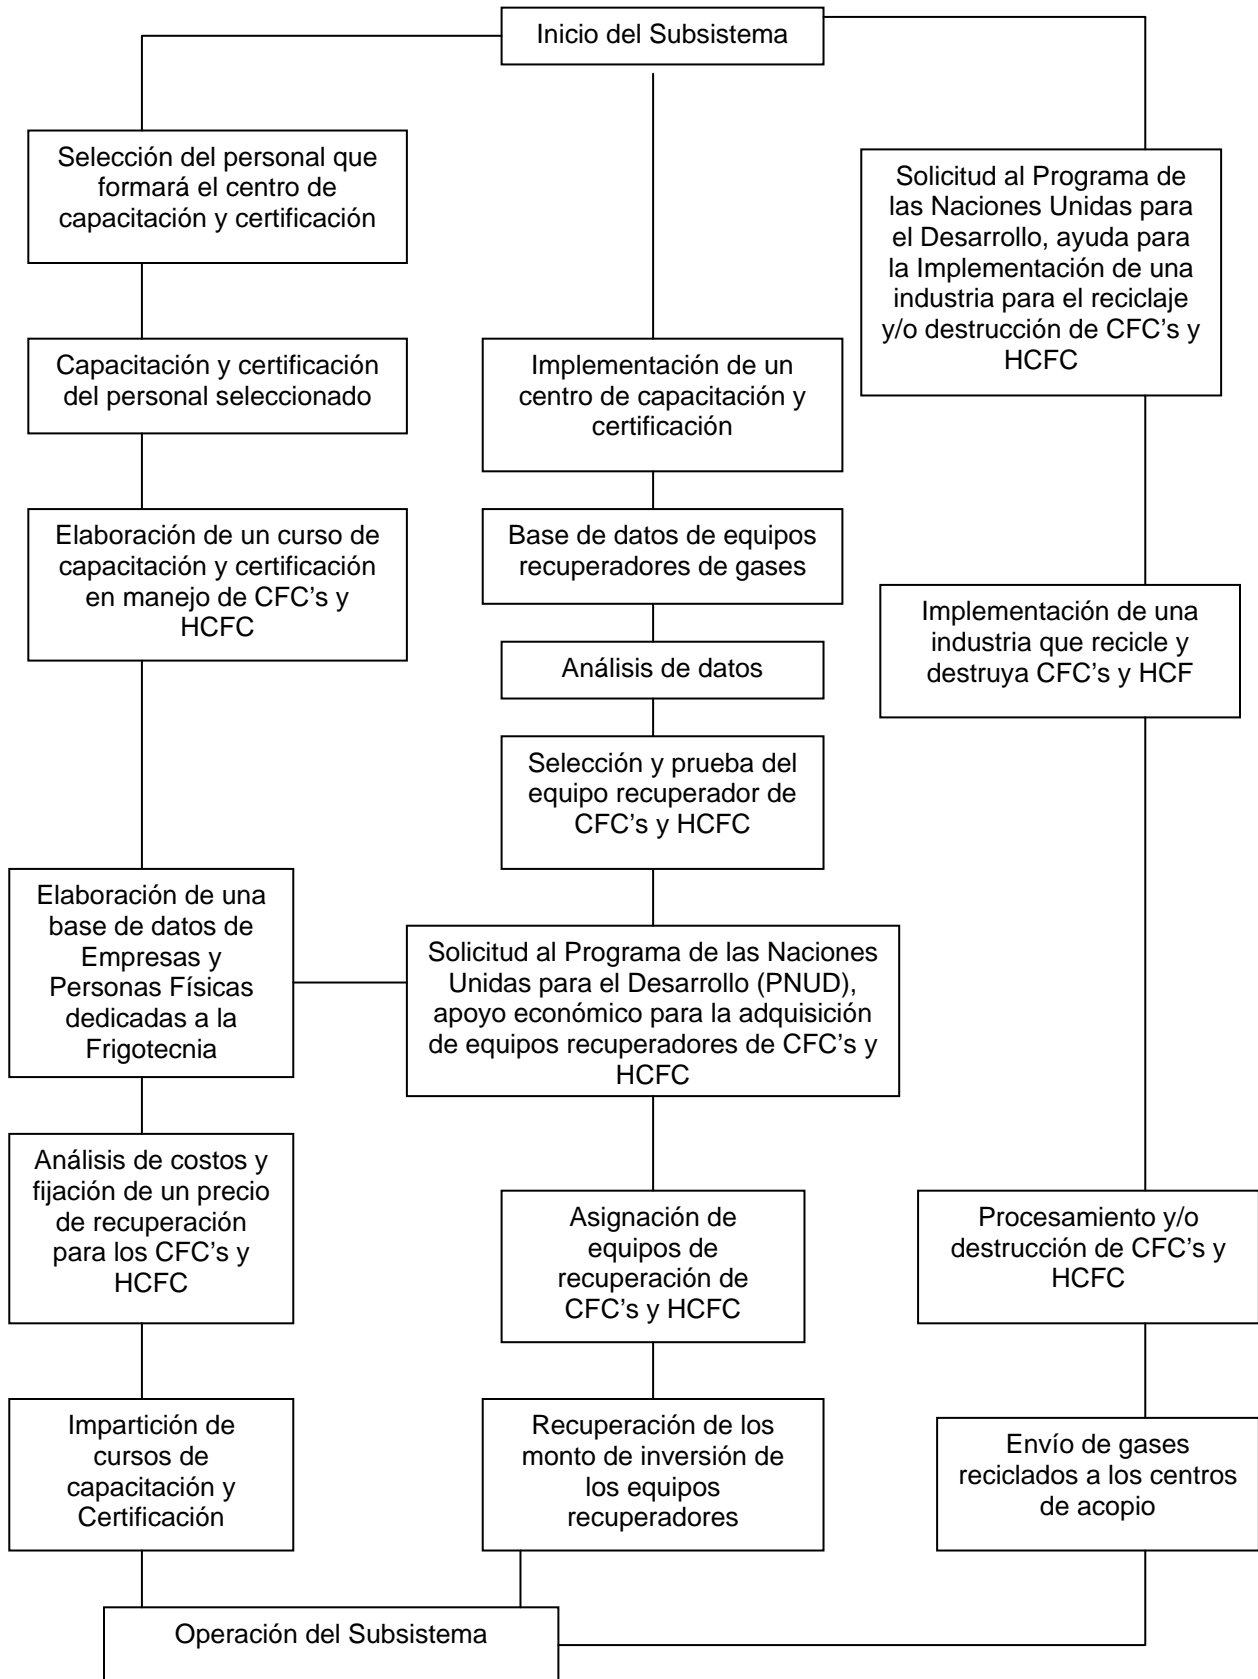 Inicio del Subsistema
Selección del personal que
formará el centro de
capacitación y certificación
Capacitación y certificación
del personal seleccionado
Elaboración de un curso de
capacitación y certificación
en manejo de CFC’s y
HCFC
Elaboración de una
base de datos de
Empresas y
Personas Físicas
dedicadas a la
Frigotecnia
Análisis de costos y
fijación de un precio
de recuperación
para los CFC’s y
HCFC
Impartición de
cursos de
capacitación y
Certificación
Implementación de un
centro de capacitación y
certificación
Base de datos de equipos
recuperadores de gases
Análisis de datos
Selección y prueba del
equipo recuperador de
CFC’s y HCFC
Solicitud al Programa de las Naciones
Unidas para el Desarrollo (PNUD),
apoyo económico para la adquisición
de equipos recuperadores de CFC’s y
HCFC
Asignación de
equipos de
recuperación de
CFC’s y HCFC
Recuperación de los
monto de inversión de
los equipos
recuperadores
Solicitud al Programa de
las Naciones Unidas para
el Desarrollo, ayuda para
la Implementación de una
industria para el reciclaje
y/o destrucción de CFC’s y
HCFC
Implementación de una
industria que recicle y
destruya CFC’s y HCF
Procesamiento y/o
destrucción de CFC’s y
HCFC
Envío de gases
reciclados a los centros
de acopio
Operación del Subsistema